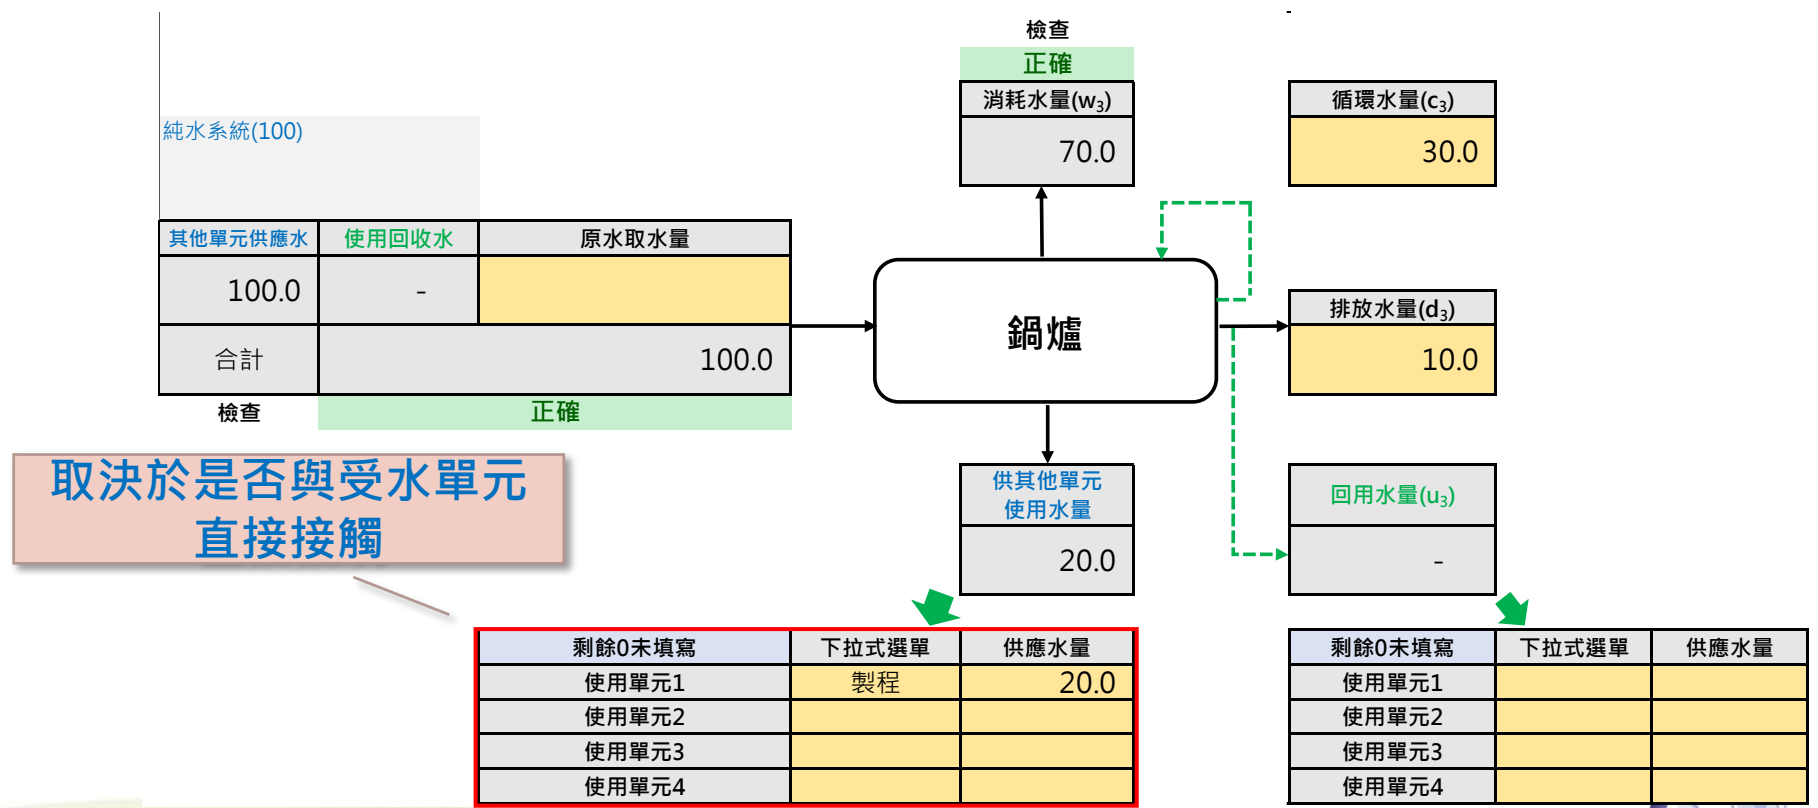 檢查
正確
消耗水量(w₃)
70.0
循環水量(c₃)
30.0
純水系統(100)
其他單元供應水
使用回收水
原水取水量
100.0
-
合計
100.0
檢查
正確
鍋爐
排放水量(d₃)
10.0
取決於是否與受水單元
直接接觸
供其他單元
使用水量
20.0
回用水量(u₃)
-
剩餘0未填寫
下拉式選單
供應水量
使用單元1
製程
20.0
使用單元2
使用單元3
使用單元4
剩餘0未填寫
下拉式選單
供應水量
使用單元1
使用單元2
使用單元3
使用單元4